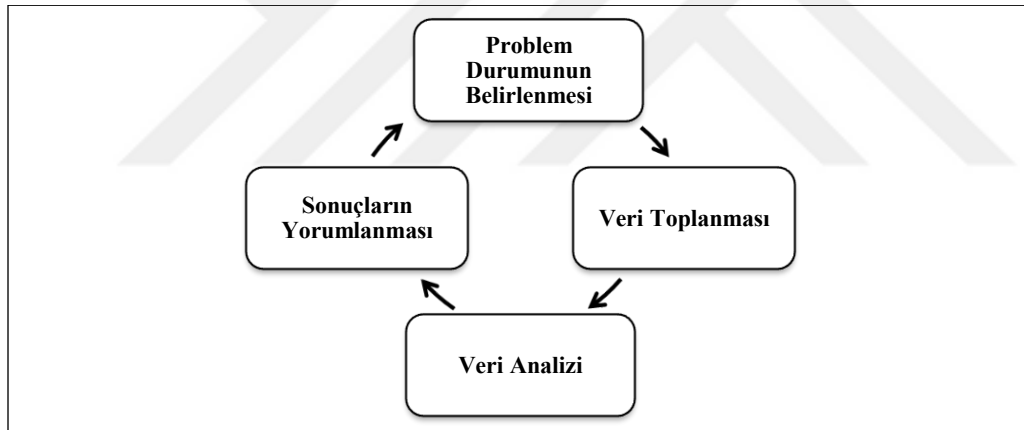 Problem
Durumunun
Belirlenmesi
Sonuçların
Yorumlanması
Veri Toplanması
Veri Analizi